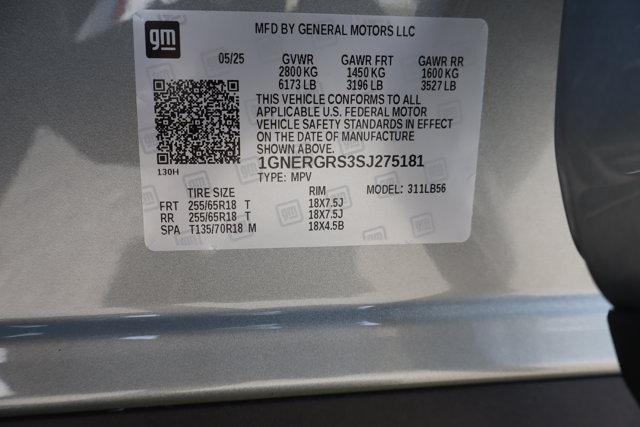 gm
MFD BY GENERAL MOTORS LLC
05/25 GVWR GAWR FRT GAWR RR
2800 KG 1450 KG 1600 KG
6173 LB 3196 LB 3527 LB
THIS VEHICLE CONFORMS TO ALL
APPLICABLE U.S. FEDERAL MOTOR
VEHICLE SAFETY STANDARDS IN EFFECT
ON THE DATE OF MANUFACTURE
SHOWN ABOVE.
130H
1GNERGRS3SJ275181
TYPE: MPV MODEL: 311LB56
TIRE SIZE RIM
FRT 255/65R18 T 18X7.5J
RR 255/65R18 T 18X7.5J
SPA T135/70R18 M 18X4.5B